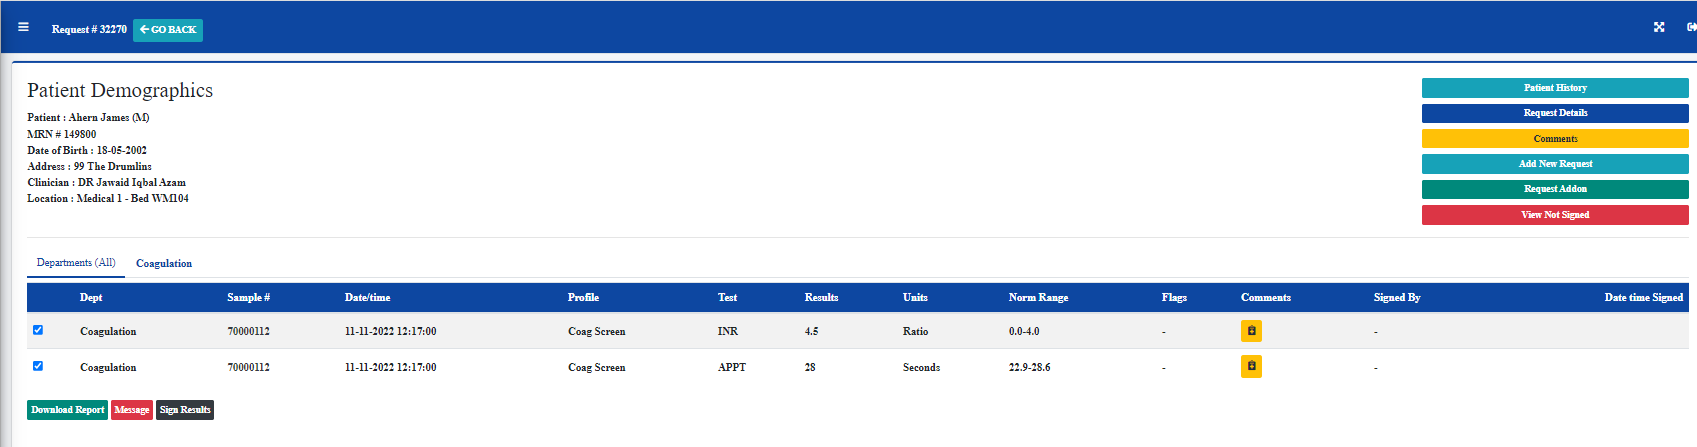 Request # 32270 GO BACK
Patient Demographics
Patient : Ahern James (M)
MRN # 149800
Date of Birth : 18-05-2002
Address : 99 The Drumlins
Clinician : DR Jawaid Iqbal Azam
Location : Medical 1 - Bed WM104
Patient History
Request Details
Comments
Add New Request
Request Addon
View Not Signed
Departments (All) Coagulation
Dept Sample # Date/time Profile Test Results Units Norm Range Flags Comments Signed By Date time Signed
Coagulation 70000112 11-11-2022 12:17:00 Coag Screen INR 4.5 Ratio 0.0-4.0 - -
Coagulation 70000112 11-11-2022 12:17:00 Coag Screen APPT 28 Seconds 22.9-28.6 - -
Download Report Message Sign Results